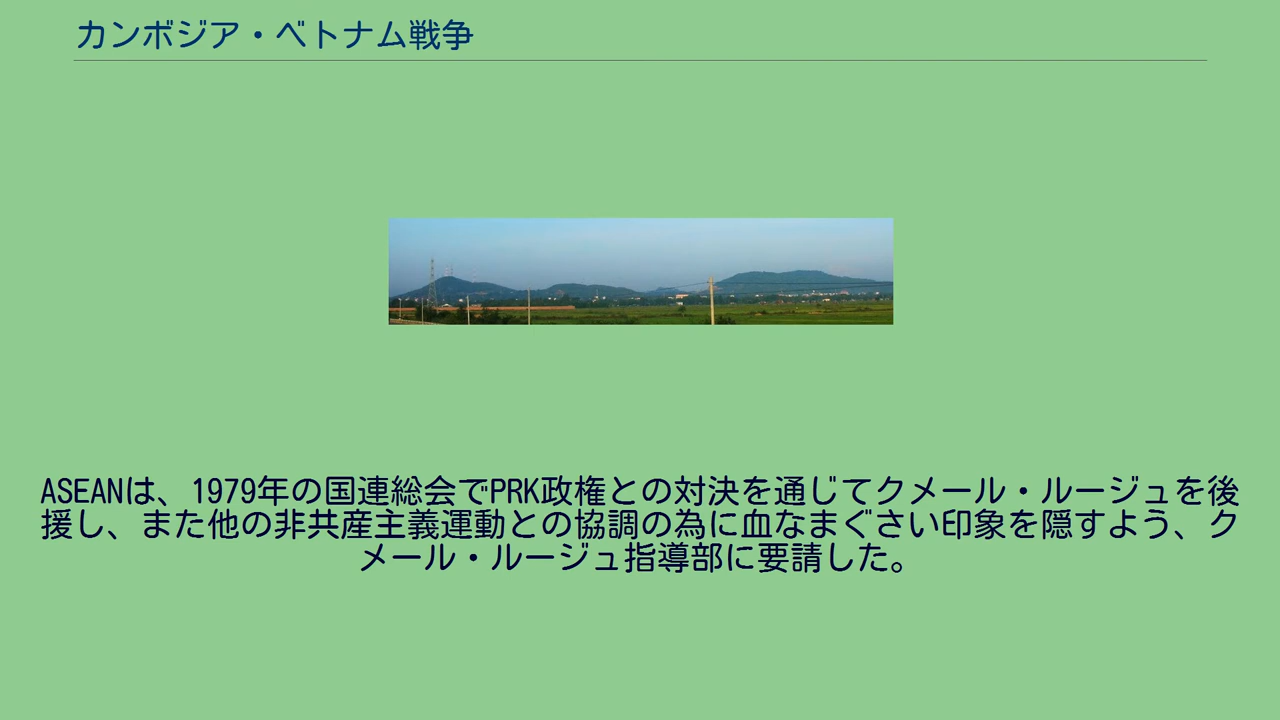 カンボジア・ベトナム戦争
ASEANは、1979年の国連総会でPRK政権との対決を通じてクメール・ルージュを後
援し、また他の非共産主義運動との協調の為に血なまぐさい印象を隠すよう、ク
メール・ルージュ指導部に要請した。